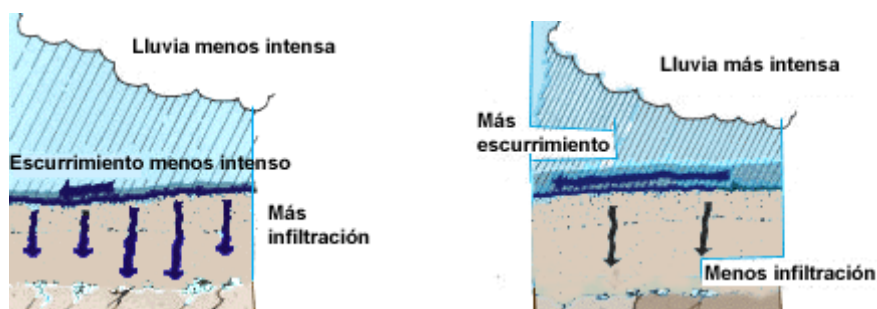 Lluvia menos intensa
Escurrimiento menos intenso
Más
infiltración
Lluvia más intensa
Más
escurrimiento
Menos infiltración